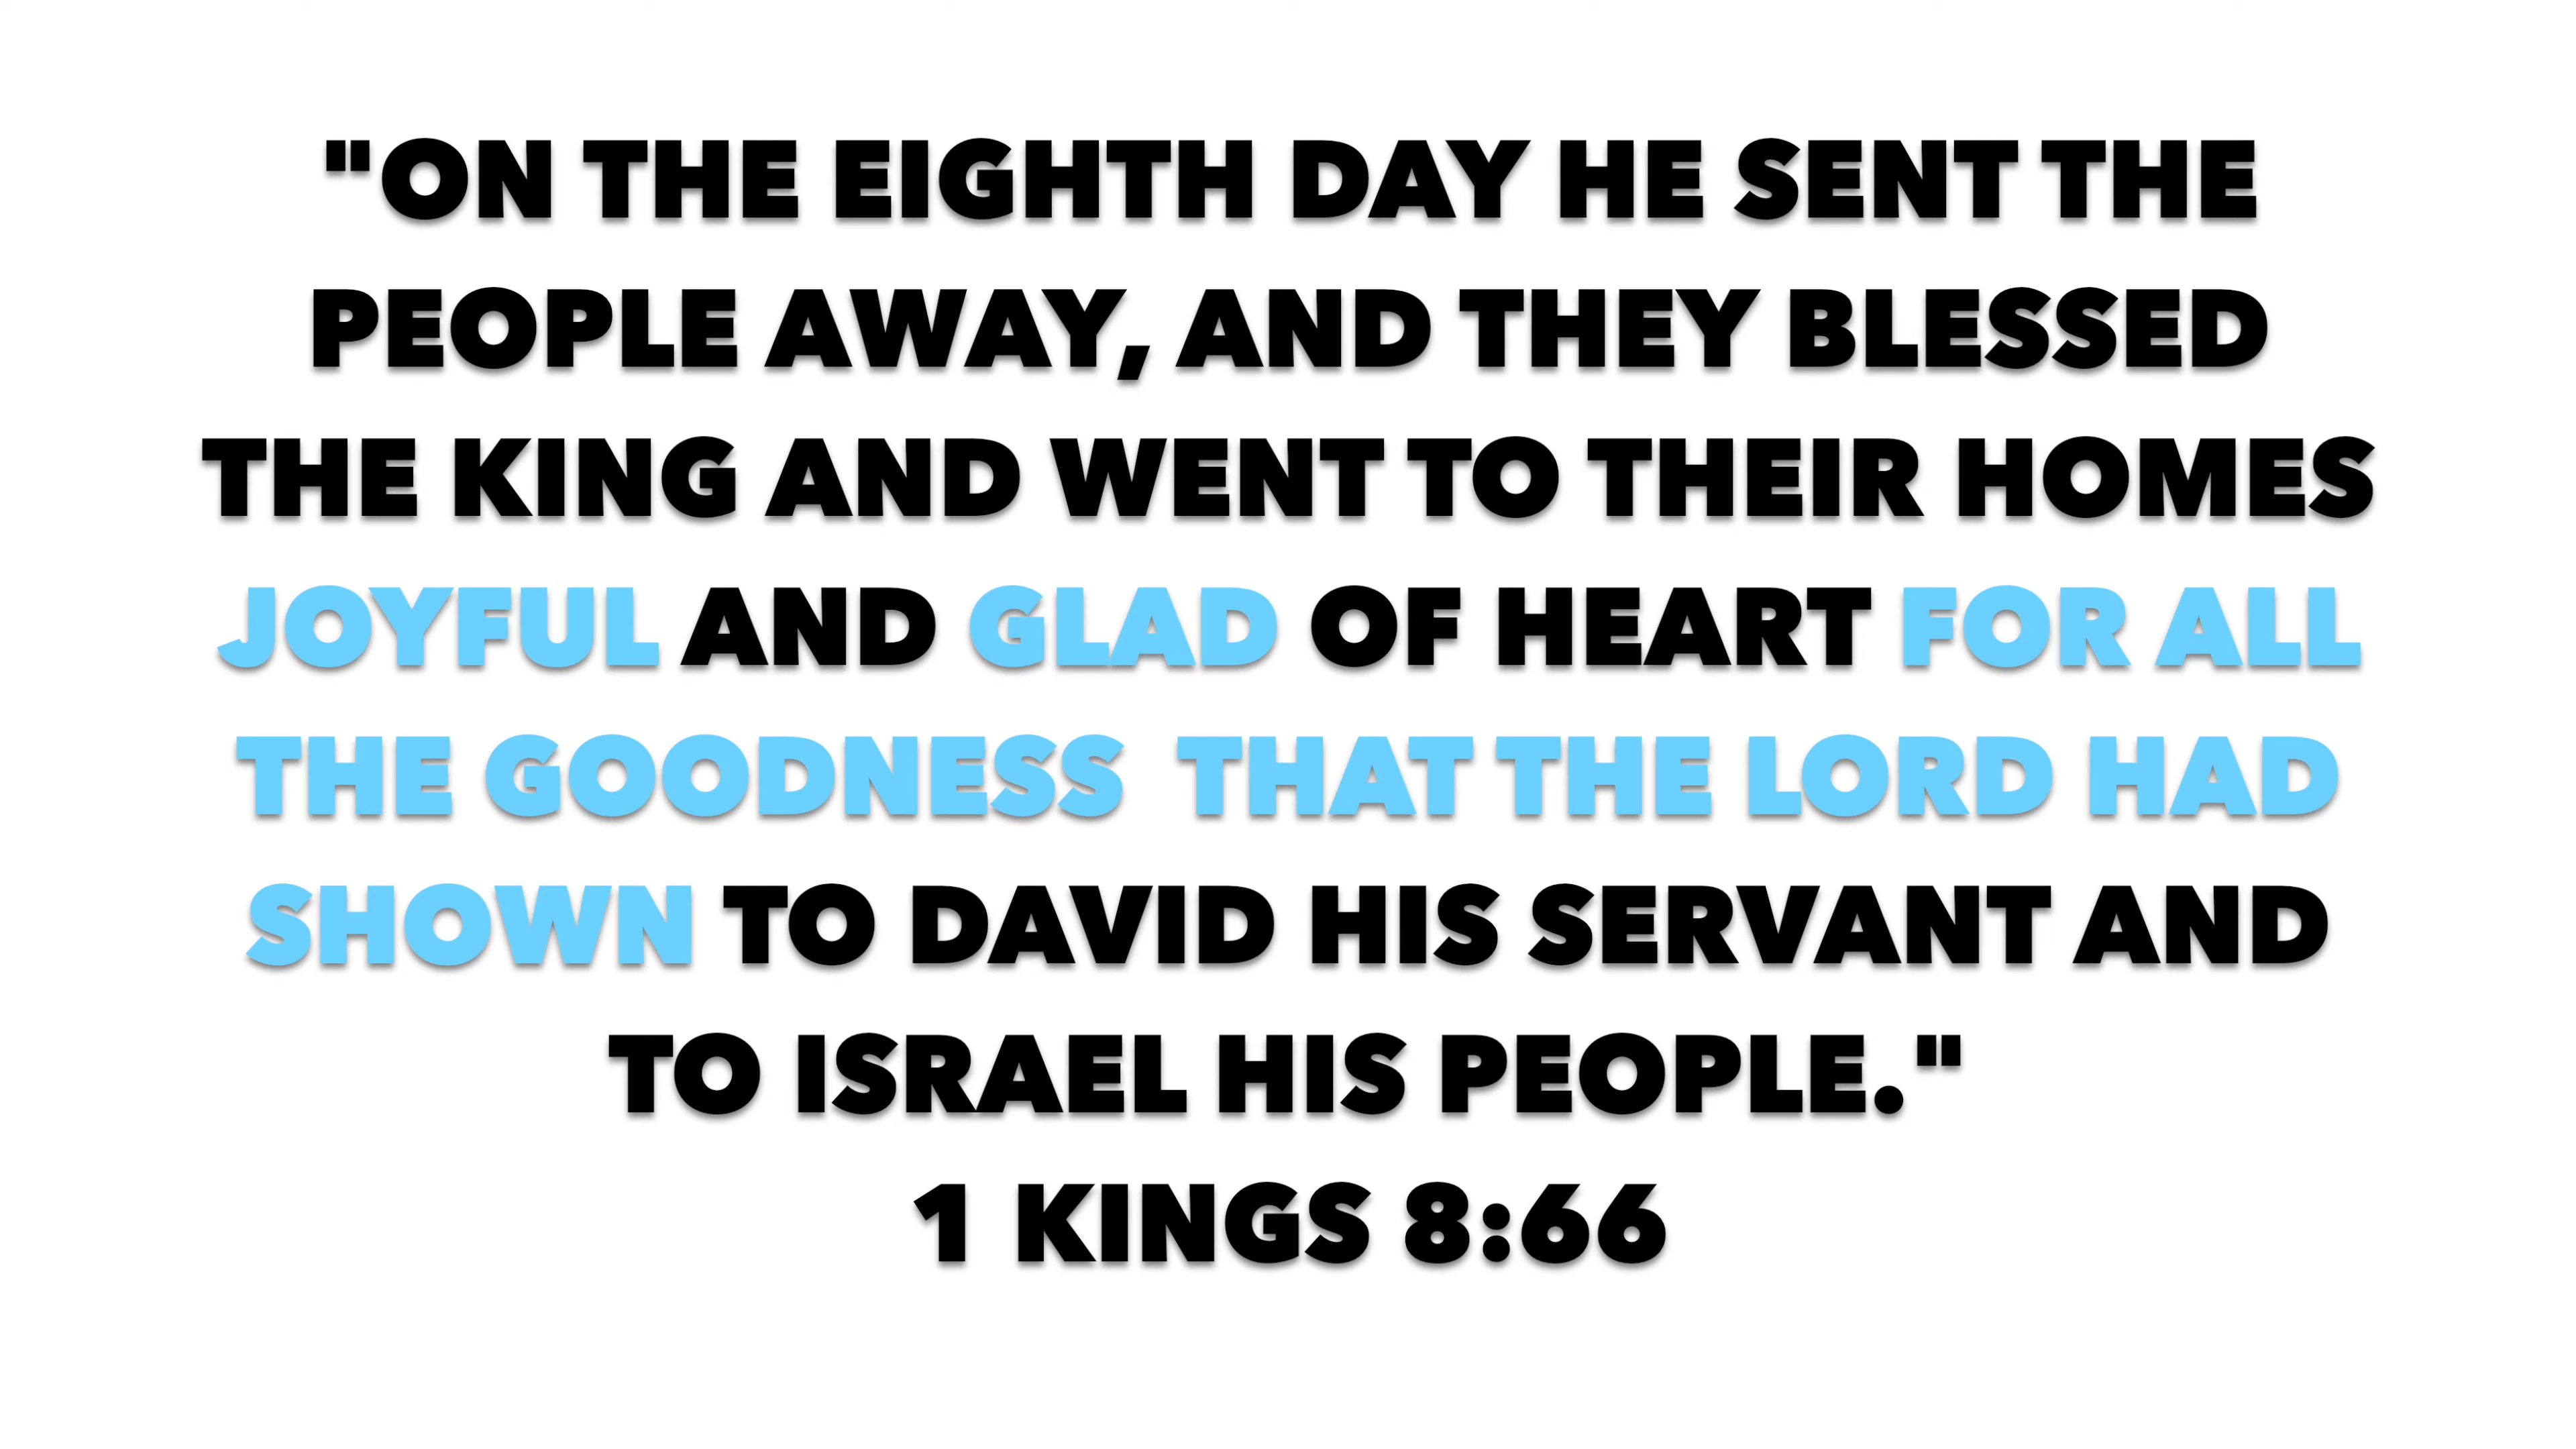 "ON THE EIGHTH DAY HE SENT THE
PEOPLE AWAY, AND THEY BLESSED
THE KING AND WENT TO THEIR HOMES
JOYFUL AND GLAD OF HEART FOR ALL
THE GOODNESS  THAT THE LORD HAD
SHOWN TO DAVID HIS SERVANT AND
TO ISRAEL HIS PEOPLE."
1 KINGS 8:66